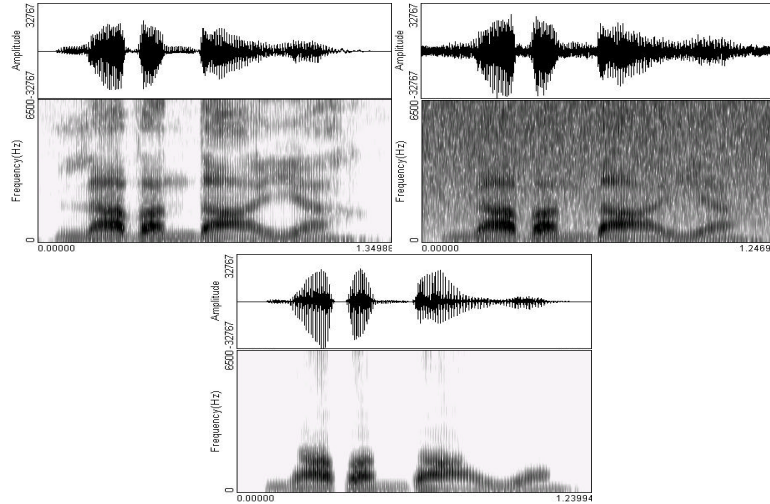 Amplitude
-32767 32767
Frequency(Hz)
0 6500
0.00000 1.34986
Amplitude
-32767 32767
Frequency(Hz)
0 6500
0.00000 1.2469
Amplitude
-32767 32767
Frequency(Hz)
0 6500
0.00000 1.23994